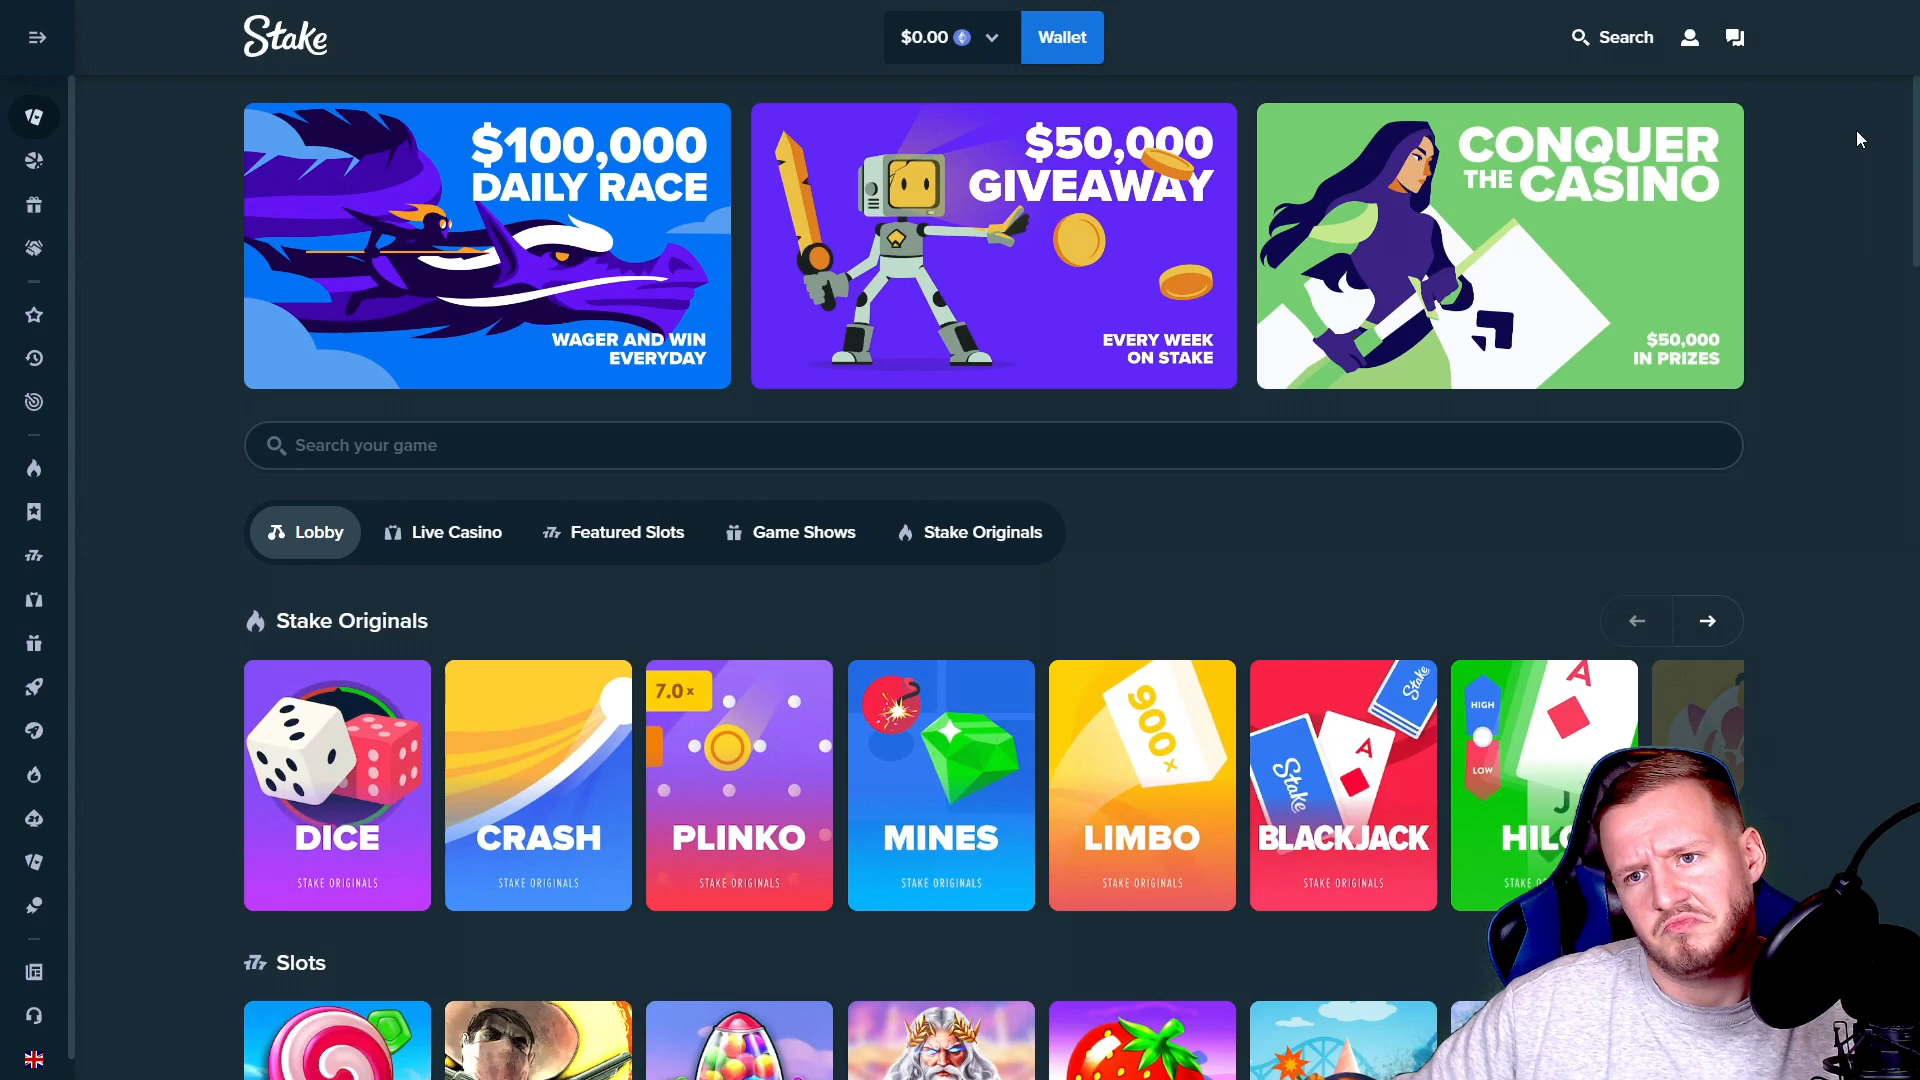 Stake
$0.00
Wallet
Search
$100,000
DAILY RACE
WAGER AND WIN
EVERYDAY
$50,000
GIVEAWAY
EVERY WEEK
ON STAKE
CONQUER
THE CASINO
$50,000
IN PRIZES
Search your game
Lobby
Live Casino
Featured Slots
Game Shows
Stake Originals
Stake Originals
DICE
STAKE ORIGINALS
CRASH
STAKE ORIGINALS
7.0×
PLINKO
STAKE ORIGINALS
MINES
STAKE ORIGINALS
900×
LIMBO
STAKE ORIGINALS
Stake
Stake
A
BLACKJACK
STAKE ORIGINALS
HIGH
LOW
A
J
STAKE
Slots